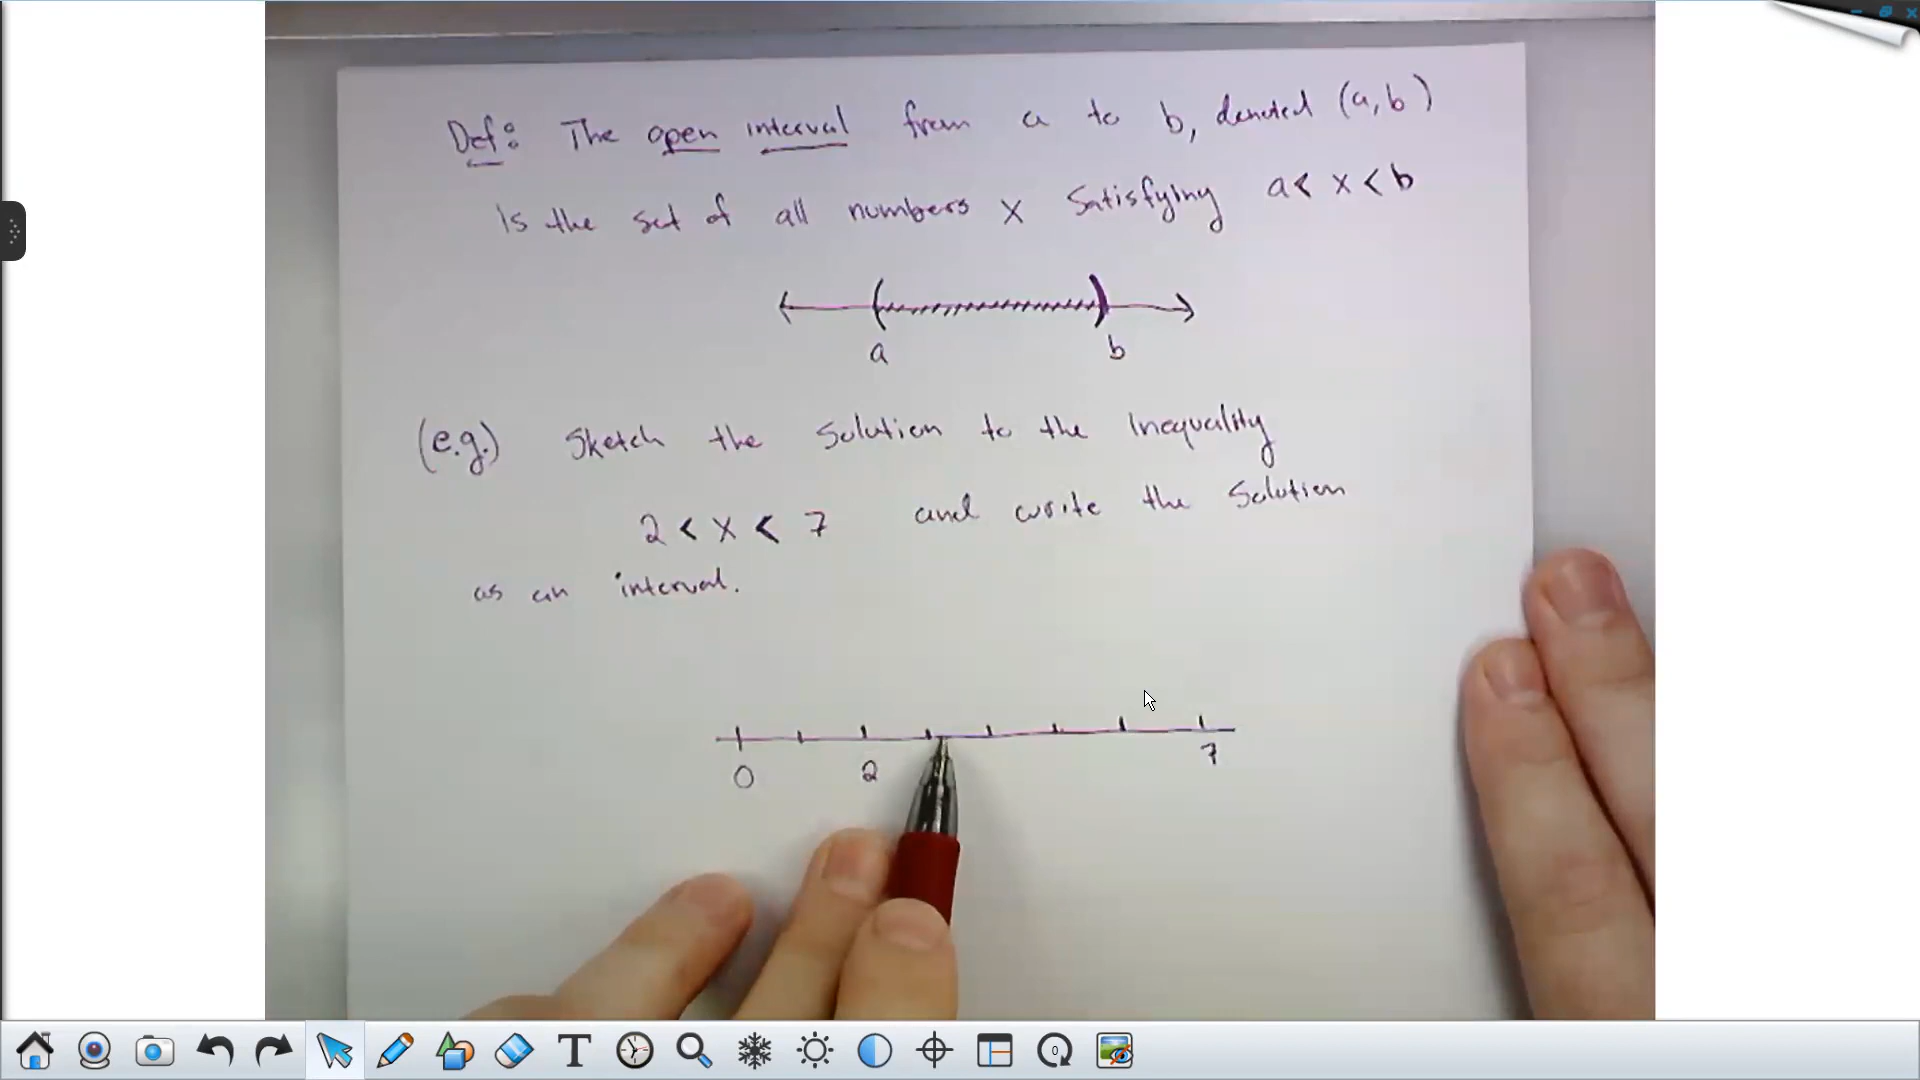 Def: The open interval from a to b, denoted (a,b)
is the set of all numbers x satisfying a < x < b
a b
(e.g.) Sketch the solution to the inequality
2 < x < 7 and write the solution
as an interval.
0 2 7
T
0